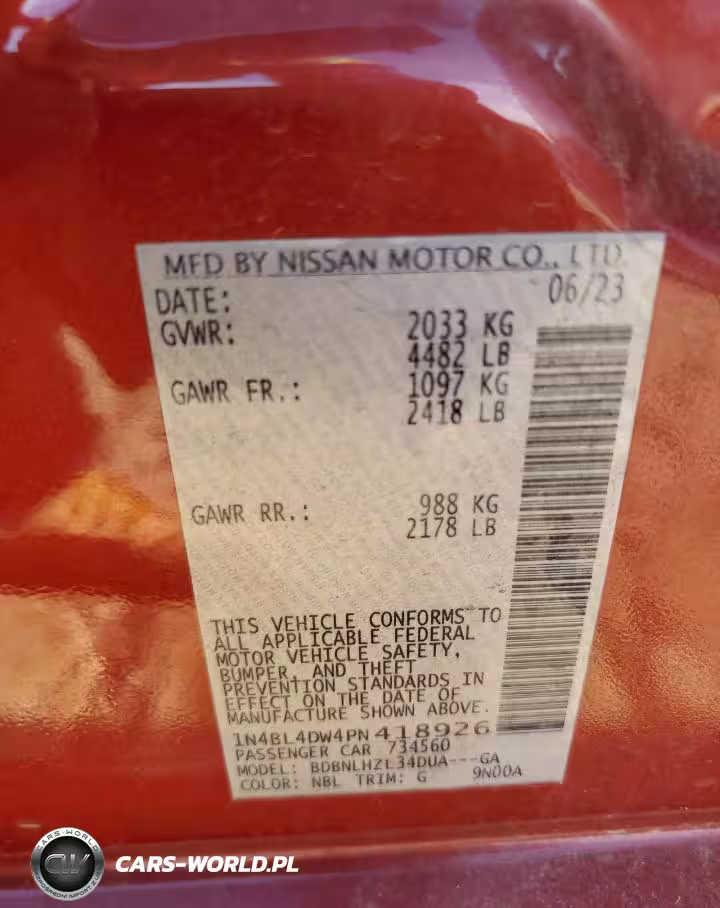 MFD BY NISSAN MOTOR CO., LTD.
DATE: 06/23
GVWR: 2033 KG
4482 LB
GAWR FR.: 1097 KG
2418 LB
GAWR RR.: 988 KG
2178 LB
THIS VEHICLE CONFORMS TO
ALL APPLICABLE FEDERAL
MOTOR VEHICLE SAFETY,
BUMPER, AND THEFT
PREVENTION STANDARDS IN
EFFECT ON THE DATE OF
MANUFACTURE SHOWN ABOVE.
1N4BL4DW4PN418926
PASSENGER CAR 734560
MODEL: BDBNLHZL34DUA---GA
COLOR: NBL TRIM: G 9N00A
CARS-WORLD
CW
CARS-WORLD.PL